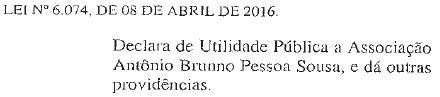 LEI Nº 6.074, DE 08 DE ABRIL DE 2016.
Declara de Utilidade Pública a Associação
Antônio Brunno Pessoa Sousa, e dá outras
providências.